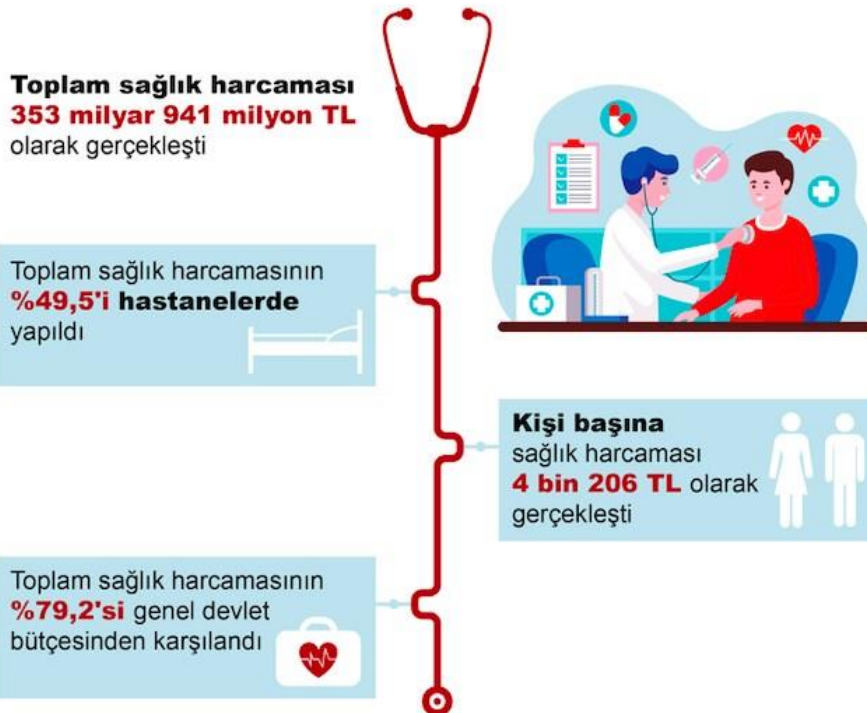 Toplam sağlık harcaması
353 milyar 941 milyon TL
olarak gerçekleşti
Toplam sağlık harcamasının
%49,5'i hastanelerde
yapıldı
Kişi başına
sağlık harcaması
4 bin 206 TL olarak
gerçekleşti
Toplam sağlık harcamasının
%79,2'si genel devlet
bütçesinden karşılandı